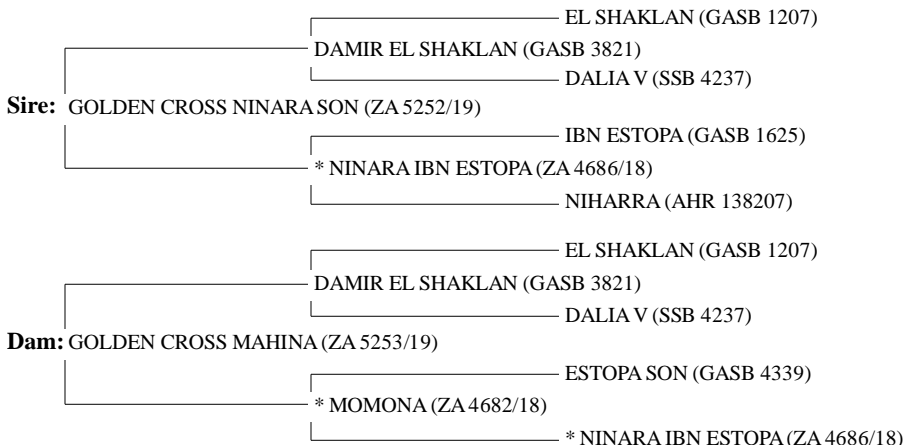 EL SHAKLAN (GASB 1207)
DAMIR EL SHAKLAN (GASB 3821)
DALIA V (SSB 4237)
Sire: GOLDEN CROSS NINARA SON (ZA 5252/19)
IBN ESTOPA (GASB 1625)
* NINARA IBN ESTOPA (ZA 4686/18)
NIHARRA (AHR 138207)
EL SHAKLAN (GASB 1207)
DAMIR EL SHAKLAN (GASB 3821)
DALIA V (SSB 4237)
Dam: GOLDEN CROSS MAHINA (ZA 5253/19)
ESTOPA SON (GASB 4339)
* MOMONA (ZA 4682/18)
* NINARA IBN ESTOPA (ZA 4686/18)